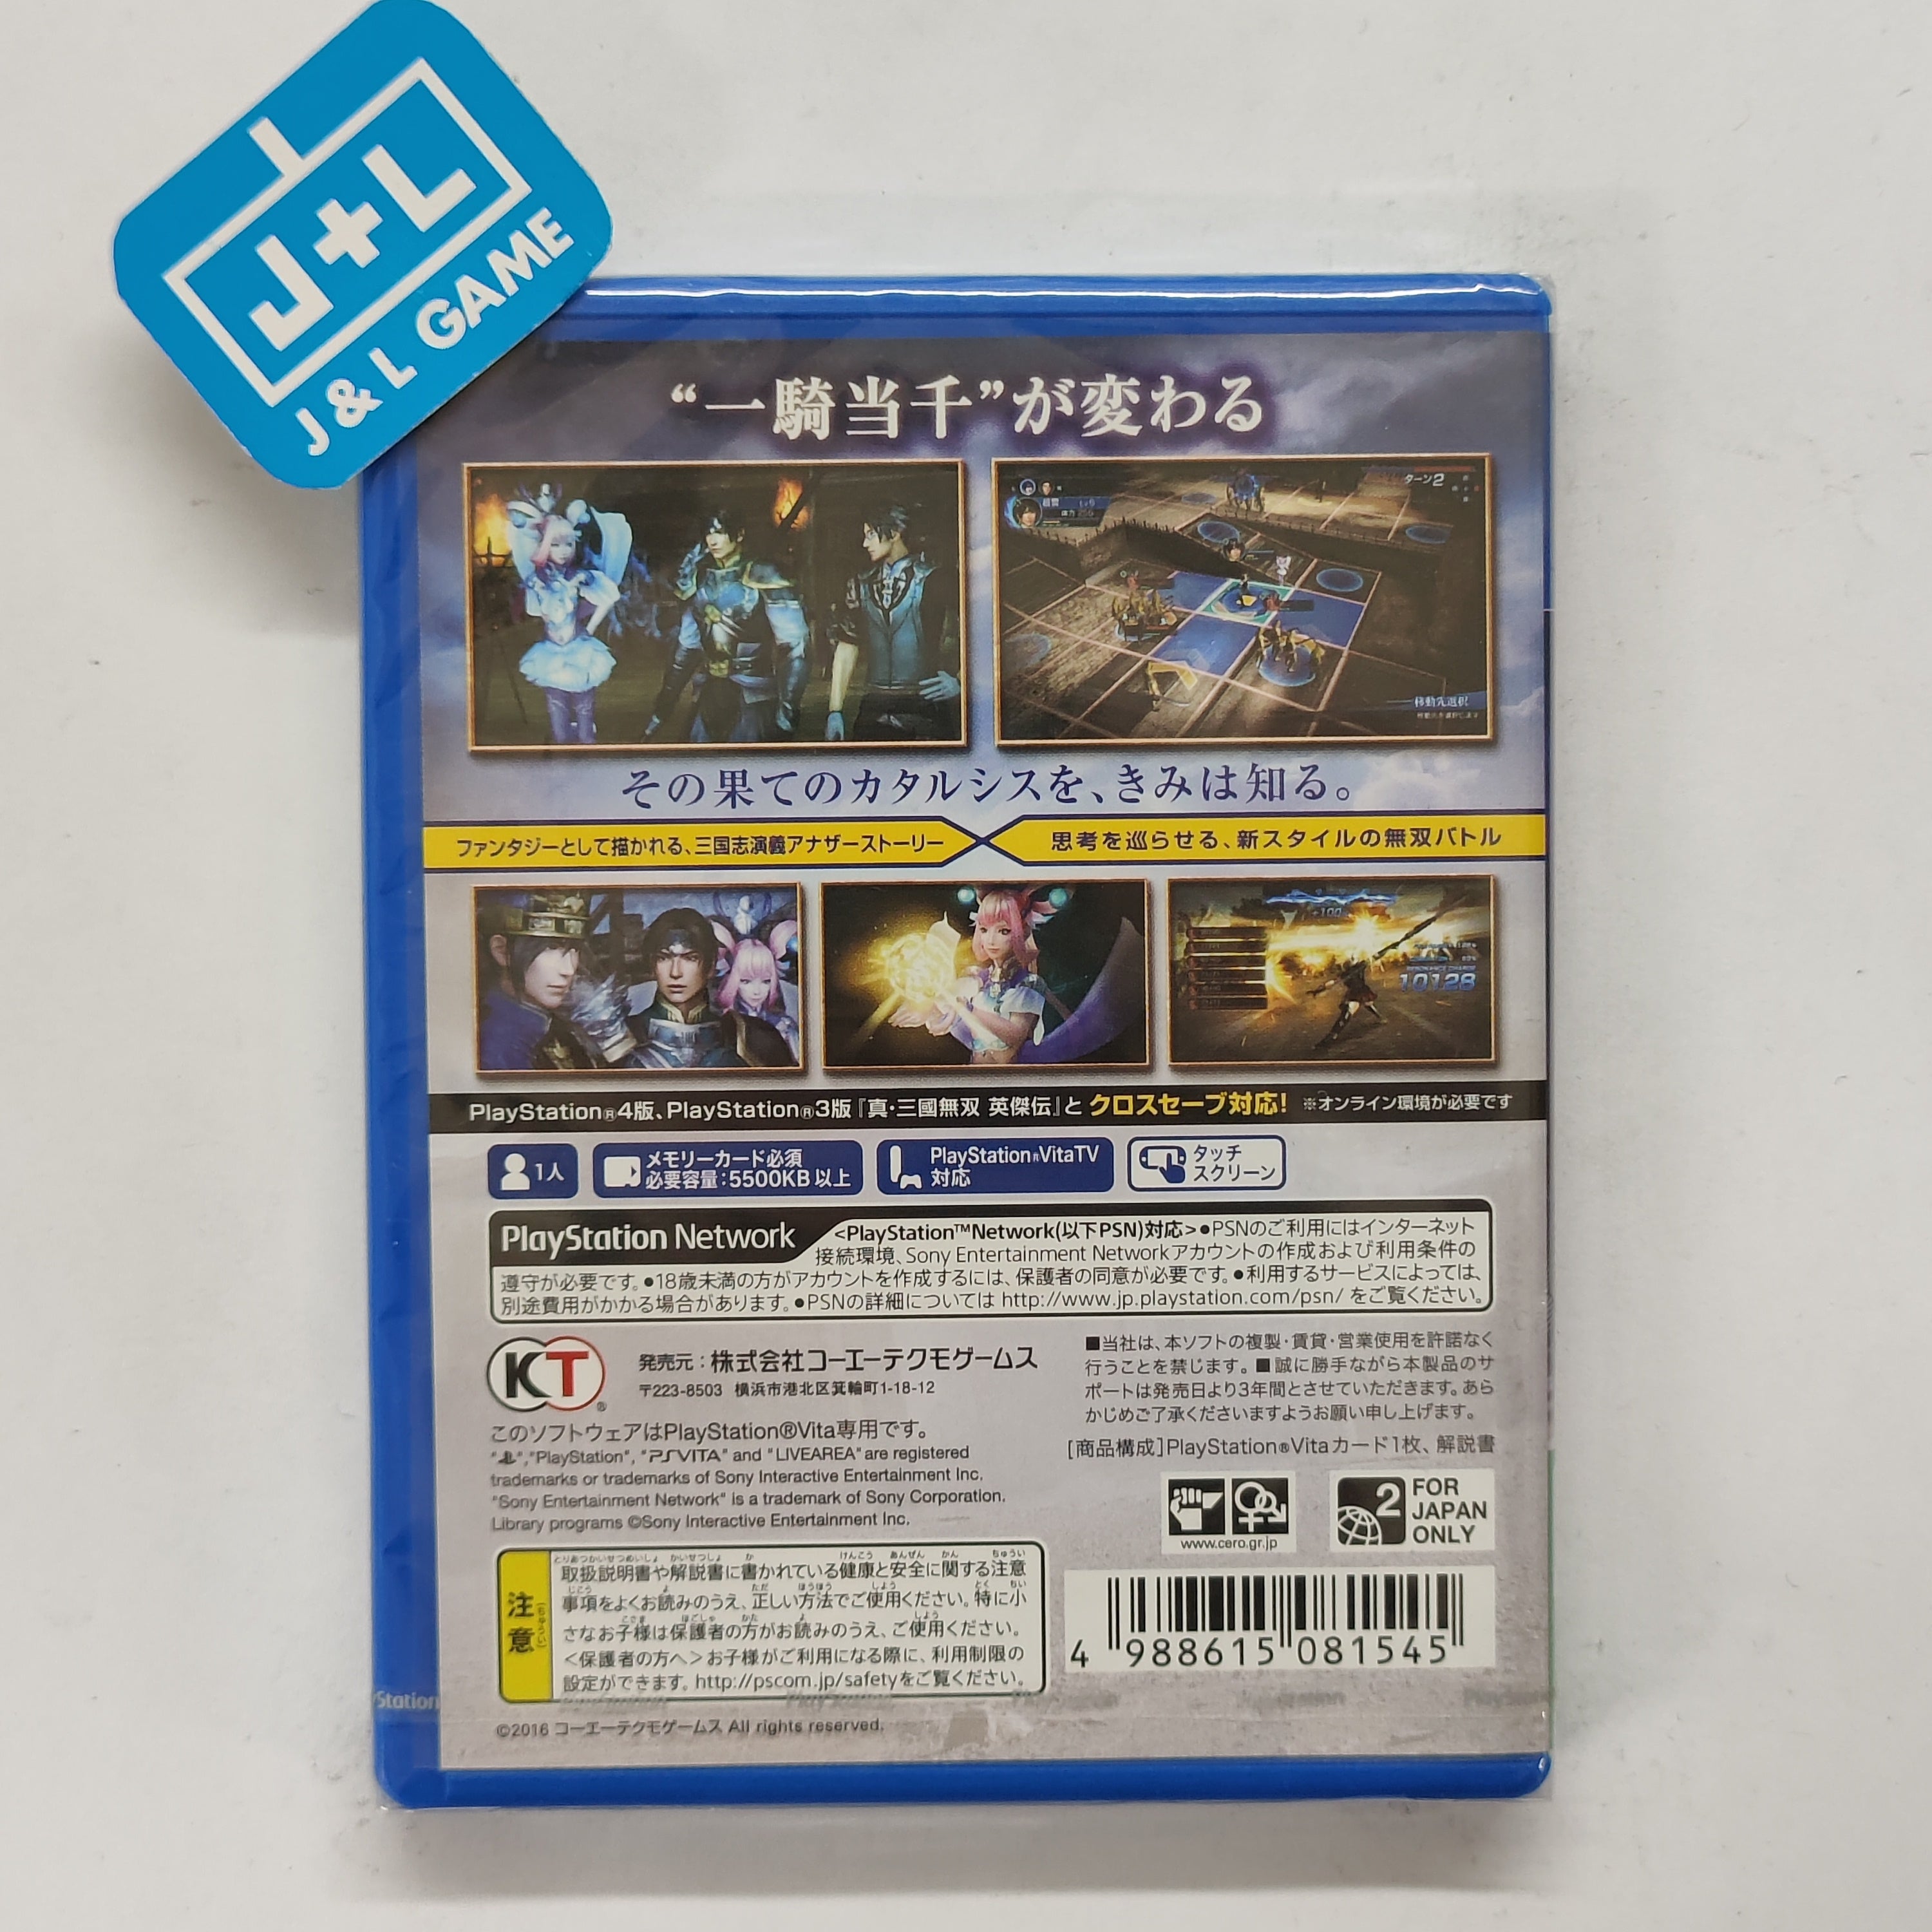 J+L
J & L GAME
“一騎当千”が変わる
ターン2
移動先選択
その果てのカタルシスを、きみは知る。
ファンタジーとして描かれる、三国志演義アナザーストーリー
思考を巡らせる、新スタイルの無双バトル
+100
10128
PlayStation®4版、PlayStation®3版『真・三國無双 英傑伝』と クロスセーブ対応! ※オンライン環境が必要です
1人
メモリーカード必須
必要容量:5500KB以上
PlayStation®VitaTV
対応
タッチ
スクリーン
PlayStation Network
<PlayStation™Network(以下PSN)対応>●PSNのご利用にはインターネット
接続環境、Sony Entertainment Networkアカウントの作成および利用条件の
遵守が必要です。●18歳未満の方がアカウントを作成するには、保護者の同意が必要です。●利用するサービスによっては、
別途費用がかかる場合があります。●PSNの詳細については http://www.jp.playstation.com/psn/ をご覧ください。
KT®
発売元:株式会社コーエーテクモゲームス
〒223-8503 横浜市港北区箕輪町1-18-12
■当社は、本ソフトの複製・賃貸・営業使用を許諾なく
行うことを禁じます。■誠に勝手ながら本製品のサ
ポートは発売日より3年間とさせていただきます。あら
かじめご了承くださいますようお願い申し上げます。
このソフトウェアはPlayStation®Vita専用です。
"PlayStation", "PSVITA" and "LIVEAREA" are registered
trademarks or trademarks of Sony Interactive Entertainment Inc.
"Sony Entertainment Network" is a trademark of Sony Corporation.
Library programs ©Sony Interactive Entertainment Inc.
[商品構成]PlayStation®Vitaカード1枚、解説書
www.cero.gr.jp
2
FOR
JAPAN
ONLY
注意
取扱説明書や解説書に書かれている健康と安全に関する注意
事項をよくお読みのうえ、正しい方法でご使用ください。特に小
さなお子様は保護者の方がお読みのうえ、ご使用ください。
<保護者の方へ>お子様がご利用になる際に、利用制限の
設定ができます。http://pscom.jp/safetyをご覧ください。
4 988615 081545
©2016 コーエーテクモゲームス All rights reserved.